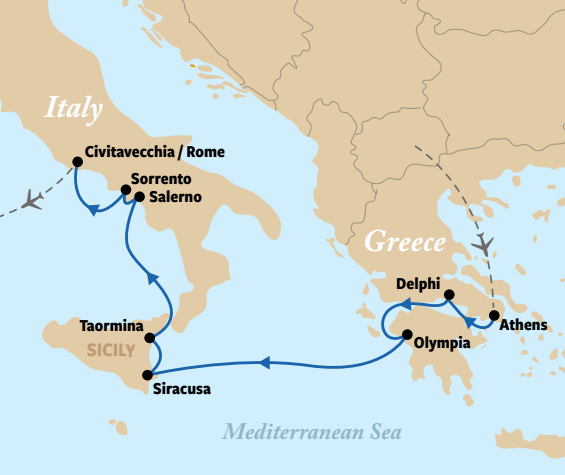 Italy
Civitavecchia / Rome
Sorrento
Salerno
Greece
Delphi
Athens
Taormina
Olympia
SICILY
Siracusa
Mediterranean Sea